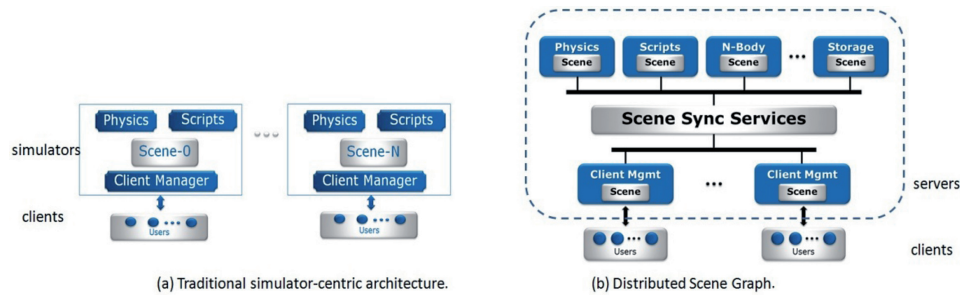 simulators
clients
Physics
Scripts
Scene-0
Client Manager
Users
Physics
Scripts
Scene-N
Client Manager
Users
(a) Traditional simulator-centric architecture.
Physics
Scene
Scripts
Scene
N-Body
Scene
Storage
Scene
Scene Sync Services
Client Mgmt
Scene
Client Mgmt
Scene
servers
Users
Users
clients
(b) Distributed Scene Graph.